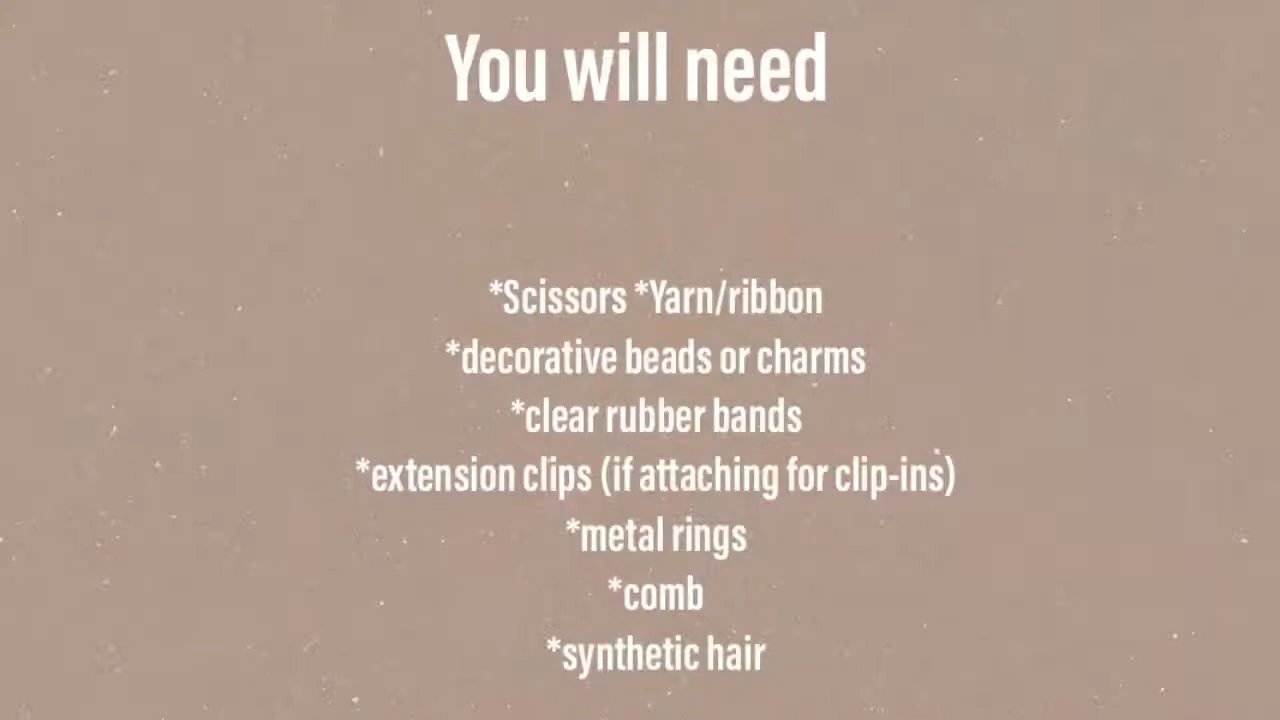 You will need
*Scissors *Yarn/ribbon
*decorative beads or charms
*clear rubber bands
*extension clips (if attaching for clip-ins)
*metal rings
*comb
*synthetic hair